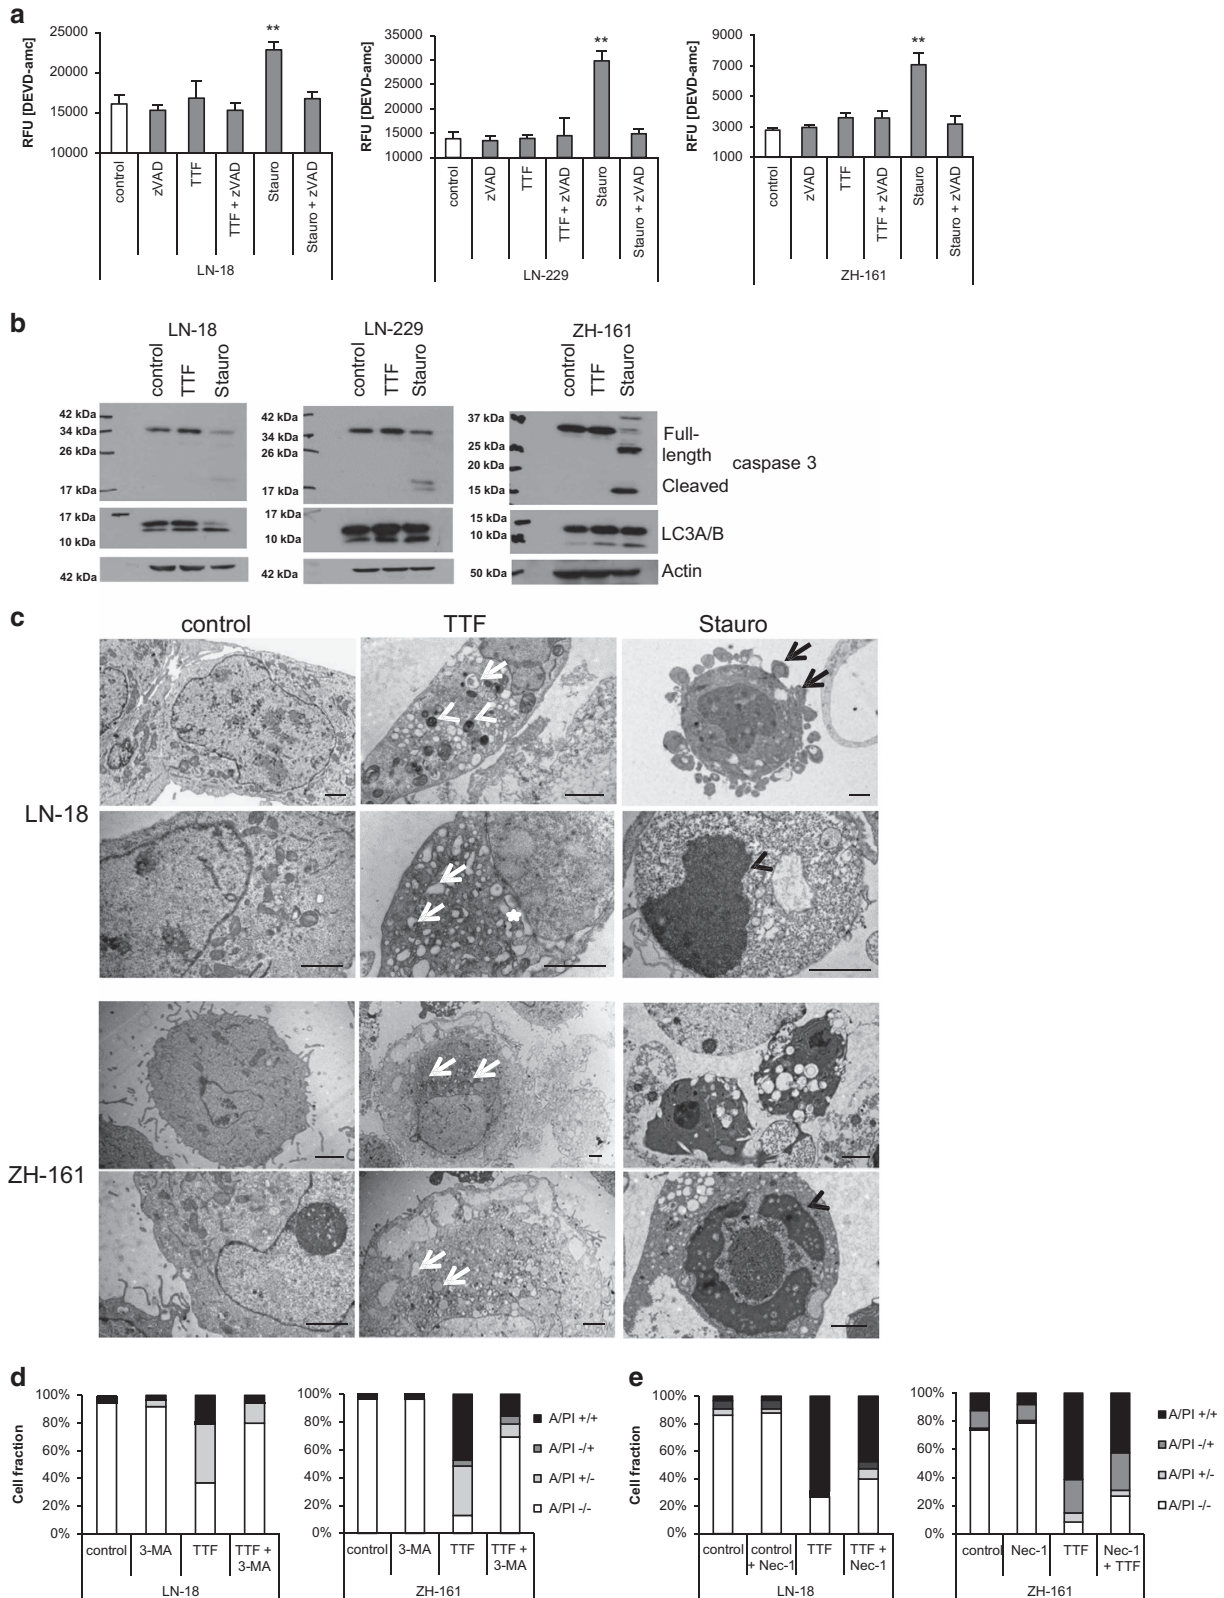 a
RFU [DEVD-amc]
25000
20000
15000
10000
**
control
zVAD
TTF
TTF + zVAD
Stauro
Stauro + zVAD
LN-18
RFU [DEVD-amc]
35000
30000
25000
20000
15000
10000
**
control
zVAD
TTF
TTF + zVAD
Stauro
Stauro + zVAD
LN-229
RFU [DEVD-amc]
9000
7000
5000
3000
1000
**
control
zVAD
TTF
TTF + zVAD
Stauro
Stauro + zVAD
ZH-161
b
LN-18
control
TTF
Stauro
42 kDa
34 kDa
26 kDa
17 kDa
17 kDa
10 kDa
42 kDa
LN-229
control
TTF
Stauro
42 kDa
34 kDa
26 kDa
17 kDa
17 kDa
10 kDa
42 kDa
ZH-161
control
TTF
Stauro
37 kDa
25 kDa
20 kDa
15 kDa
15 kDa
10 kDa
50 kDa
Full-
length
caspase 3
Cleaved
LC3A/B
Actin
c
control
TTF
Stauro
LN-18
ZH-161
d
Cell fraction
100%
80%
60%
40%
20%
0%
control
3-MA
TTF
TTF +
3-MA
LN-18
100%
80%
60%
40%
20%
0%
control
3-MA
TTF
TTF +
3-MA
ZH-161
A/PI +/+
A/PI -/+
A/PI +/-
A/PI -/-
e
Cell fraction
100%
80%
60%
40%
20%
0%
control
control
+ Nec-1
TTF
TTF +
Nec-1
LN-18
100%
80%
60%
40%
20%
0%
control
Nec-1
TTF
Nec-1
+ TTF
ZH-161
A/PI +/+
A/PI -/+
A/PI +/-
A/PI -/-